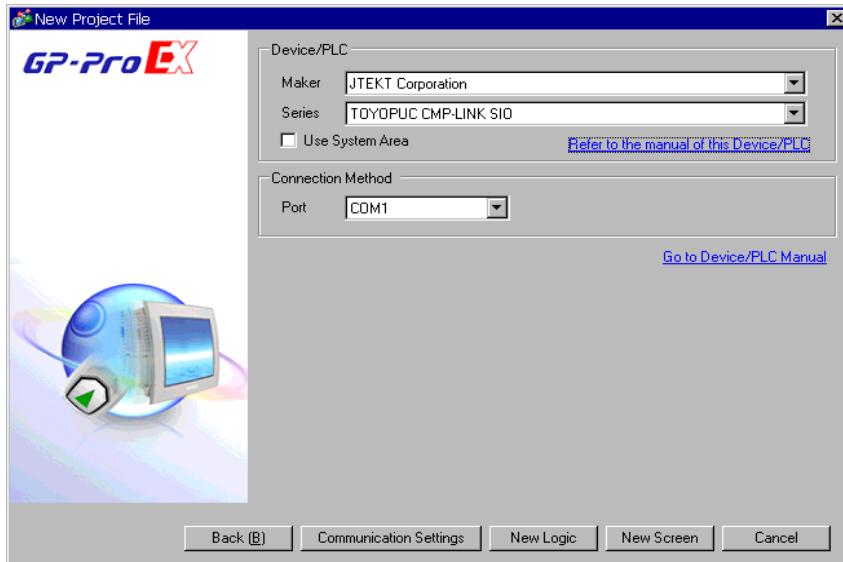 New Project File
GP-Pro EX
Device/PLC
Maker JTEKT Corporation
Series TOYOPUC CMP-LINK SIO
Use System Area Refer to the manual of this Device/PLC
Connection Method
Port COM1
Go to Device/PLC Manual
Back (B) Communication Settings New Logic New Screen Cancel